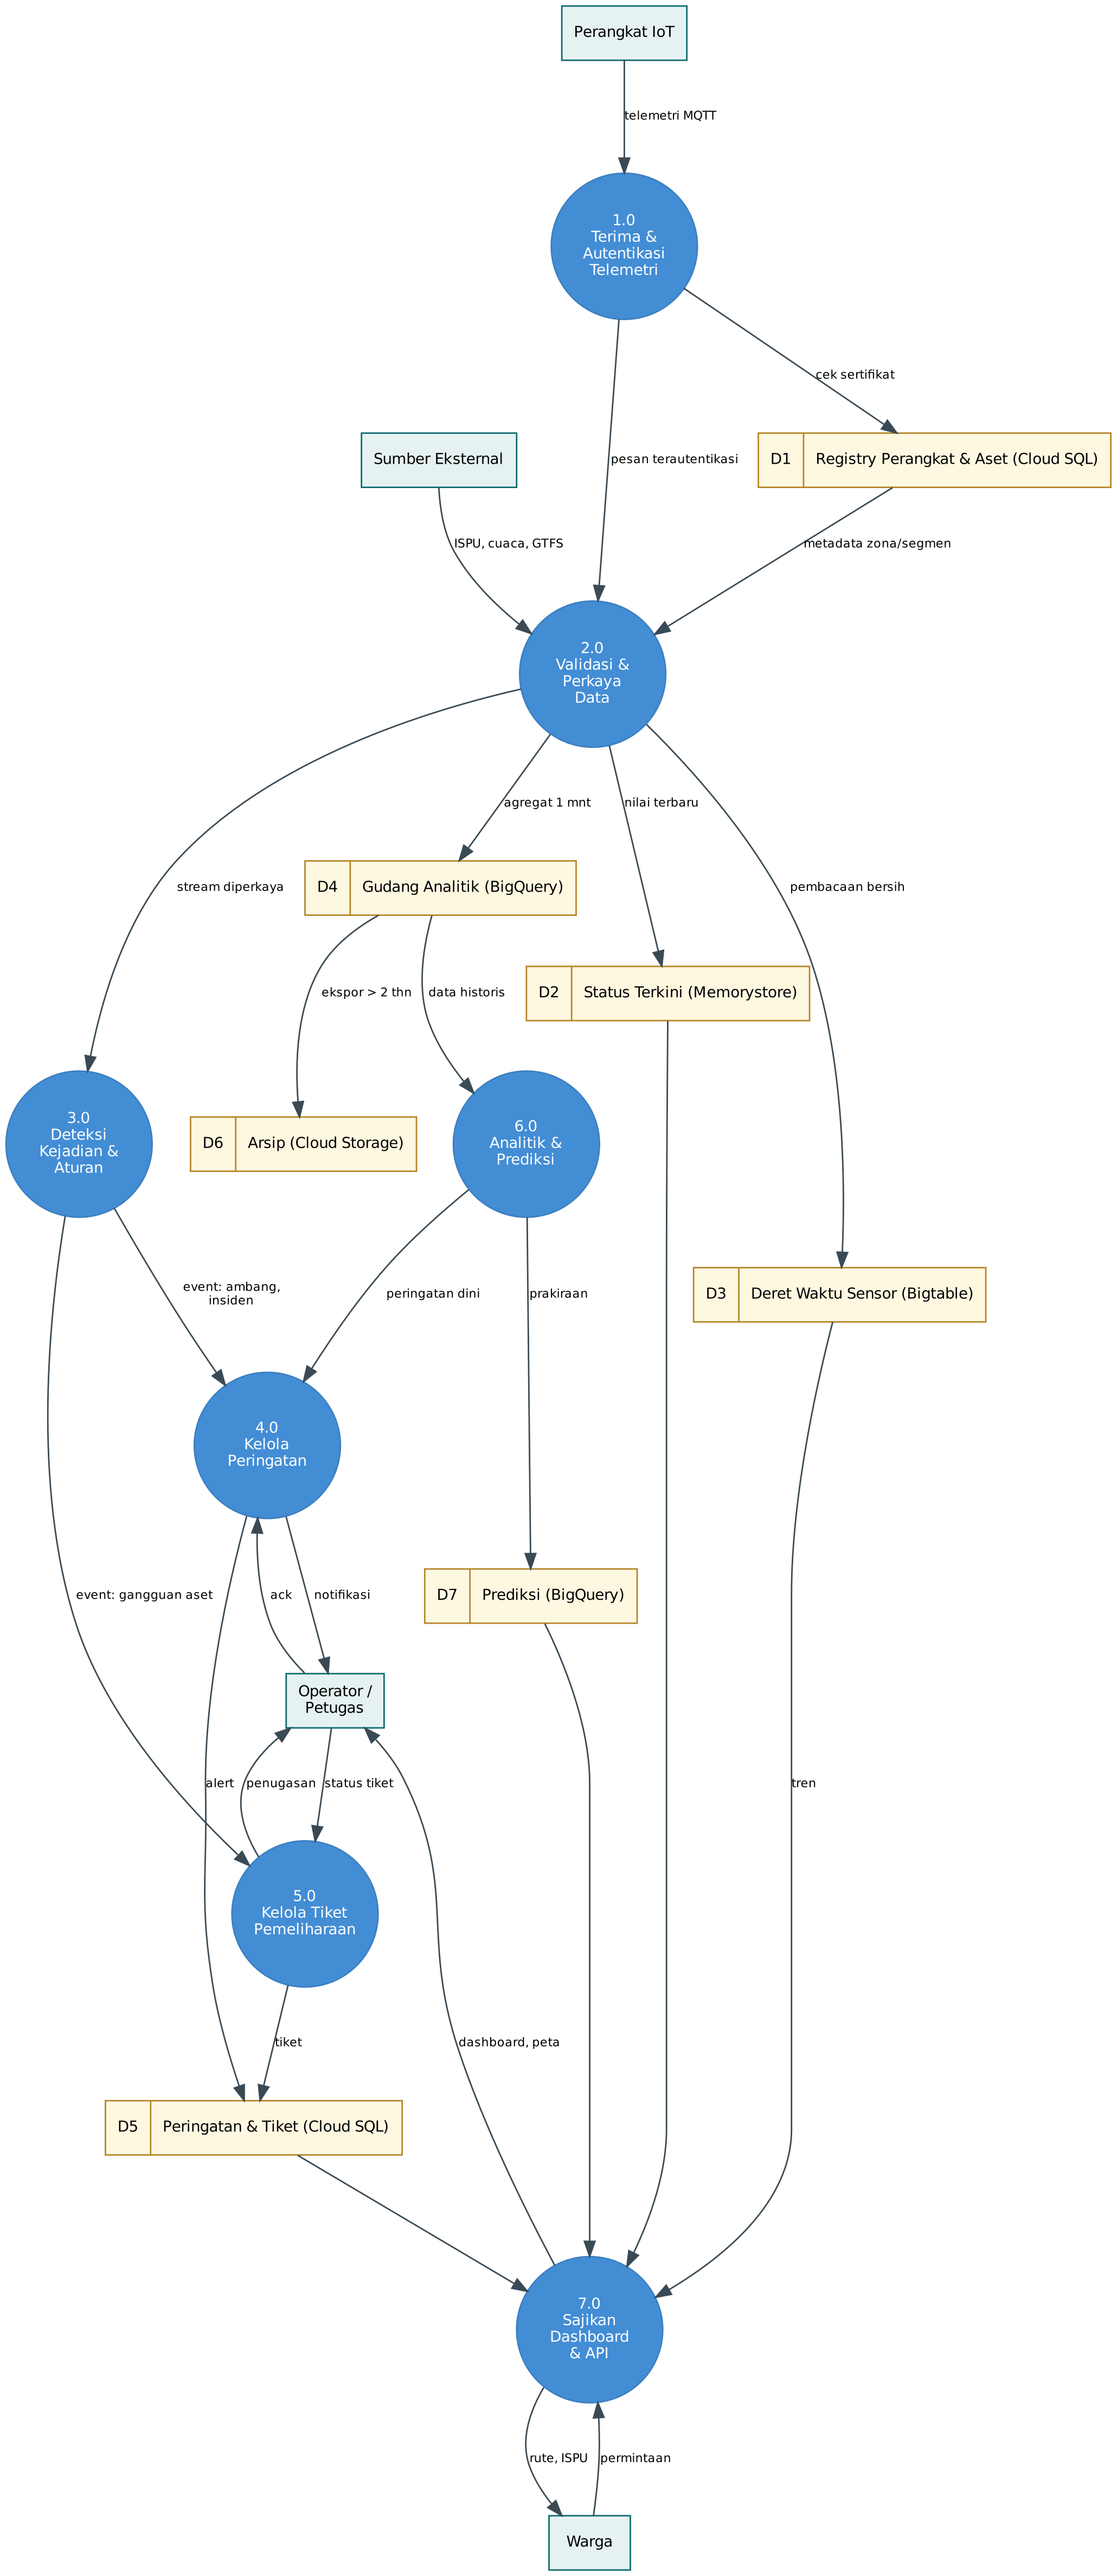 Perangkat IoT
telemetri MQTT
1.0
Terima &
Autentikasi
Telemetri
cek sertifikat
Sumber Eksternal
pesan terautentikasi
D1
Registry Perangkat & Aset (Cloud SQL)
ISPU, cuaca, GTFS
metadata zona/segmen
2.0
Validasi &
Perkaya
Data
agregat 1 mnt
nilai terbaru
stream diperkaya
D4
Gudang Analitik (BigQuery)
pembacaan bersih
ekspor > 2 thn
data historis
D2
Status Terkini (Memorystore)
3.0
Deteksi
Kejadian &
Aturan
D6
Arsip (Cloud Storage)
6.0
Analitik &
Prediksi
event: ambang,
insiden
peringatan dini
prakiraan
D3
Deret Waktu Sensor (Bigtable)
4.0
Kelola
Peringatan
event: gangguan aset
ack
notifikasi
D7
Prediksi (BigQuery)
Operator /
Petugas
alert
penugasan
status tiket
tren
5.0
Kelola Tiket
Pemeliharaan
tiket
dashboard, peta
D5
Peringatan & Tiket (Cloud SQL)
7.0
Sajikan
Dashboard
& API
rute, ISPU
permintaan
Warga